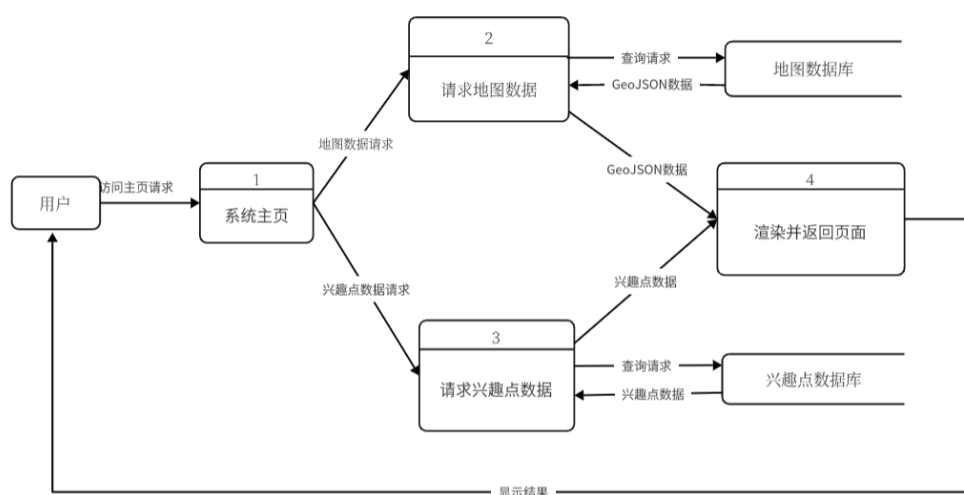 2
请求地图数据
查询请求
GeoJSON数据
地图数据库
地图数据请求
访问主页请求
用户
1
系统主页
GeoJSON数据
4
渲染并返回页面
兴趣点数据请求
兴趣点数据
3
请求兴趣点数据
查询请求
兴趣点数据
兴趣点数据库
显示结果